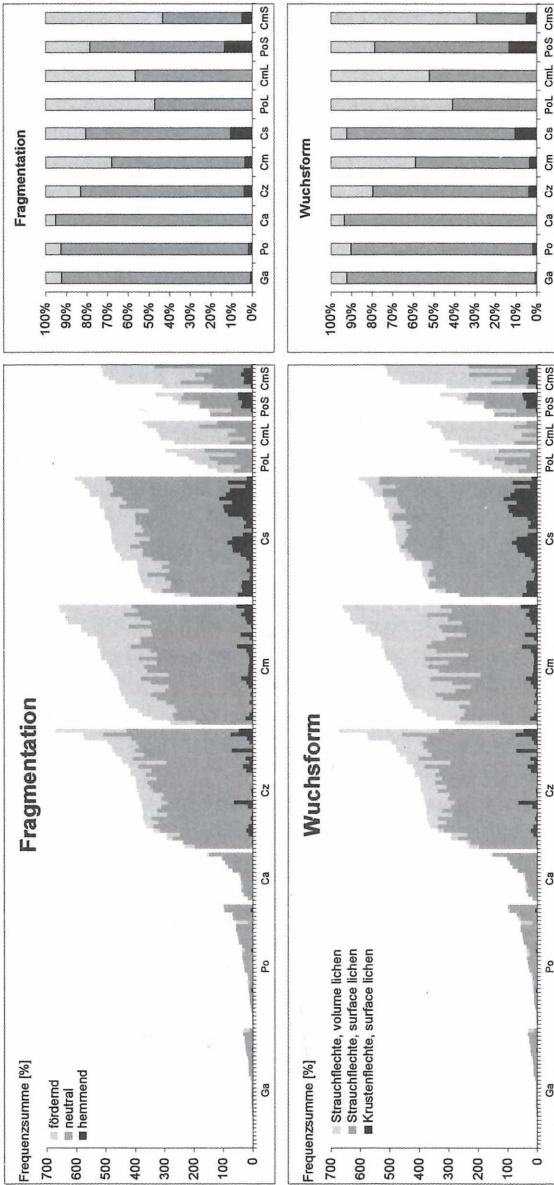 Fragmentation
Frequenzsumme [%]
fördernd
neutral
hemmend
700
600
500
400
300
200
100
0
Ga Po Ca Cz Cm Cs PoL CmL PoS CmS
Fragmentation
100%
90%
80%
70%
60%
50%
40%
30%
20%
10%
0%
Ga Po Ca Cz Cm Cs PoL CmL PoS CmS
Wuchsform
Frequenzsumme [%]
Strauchflechte, volume lichen
Strauchflechte, surface lichen
Krustenflechte, surface lichen
700
600
500
400
300
200
100
0
Ga Po Ca Cz Cm Cs PoL CmL PoS CmS
Wuchsform
100%
90%
80%
70%
60%
50%
40%
30%
20%
10%
0%
Ga Po Ca Cz Cm Cs PoL CmL PoS CmS